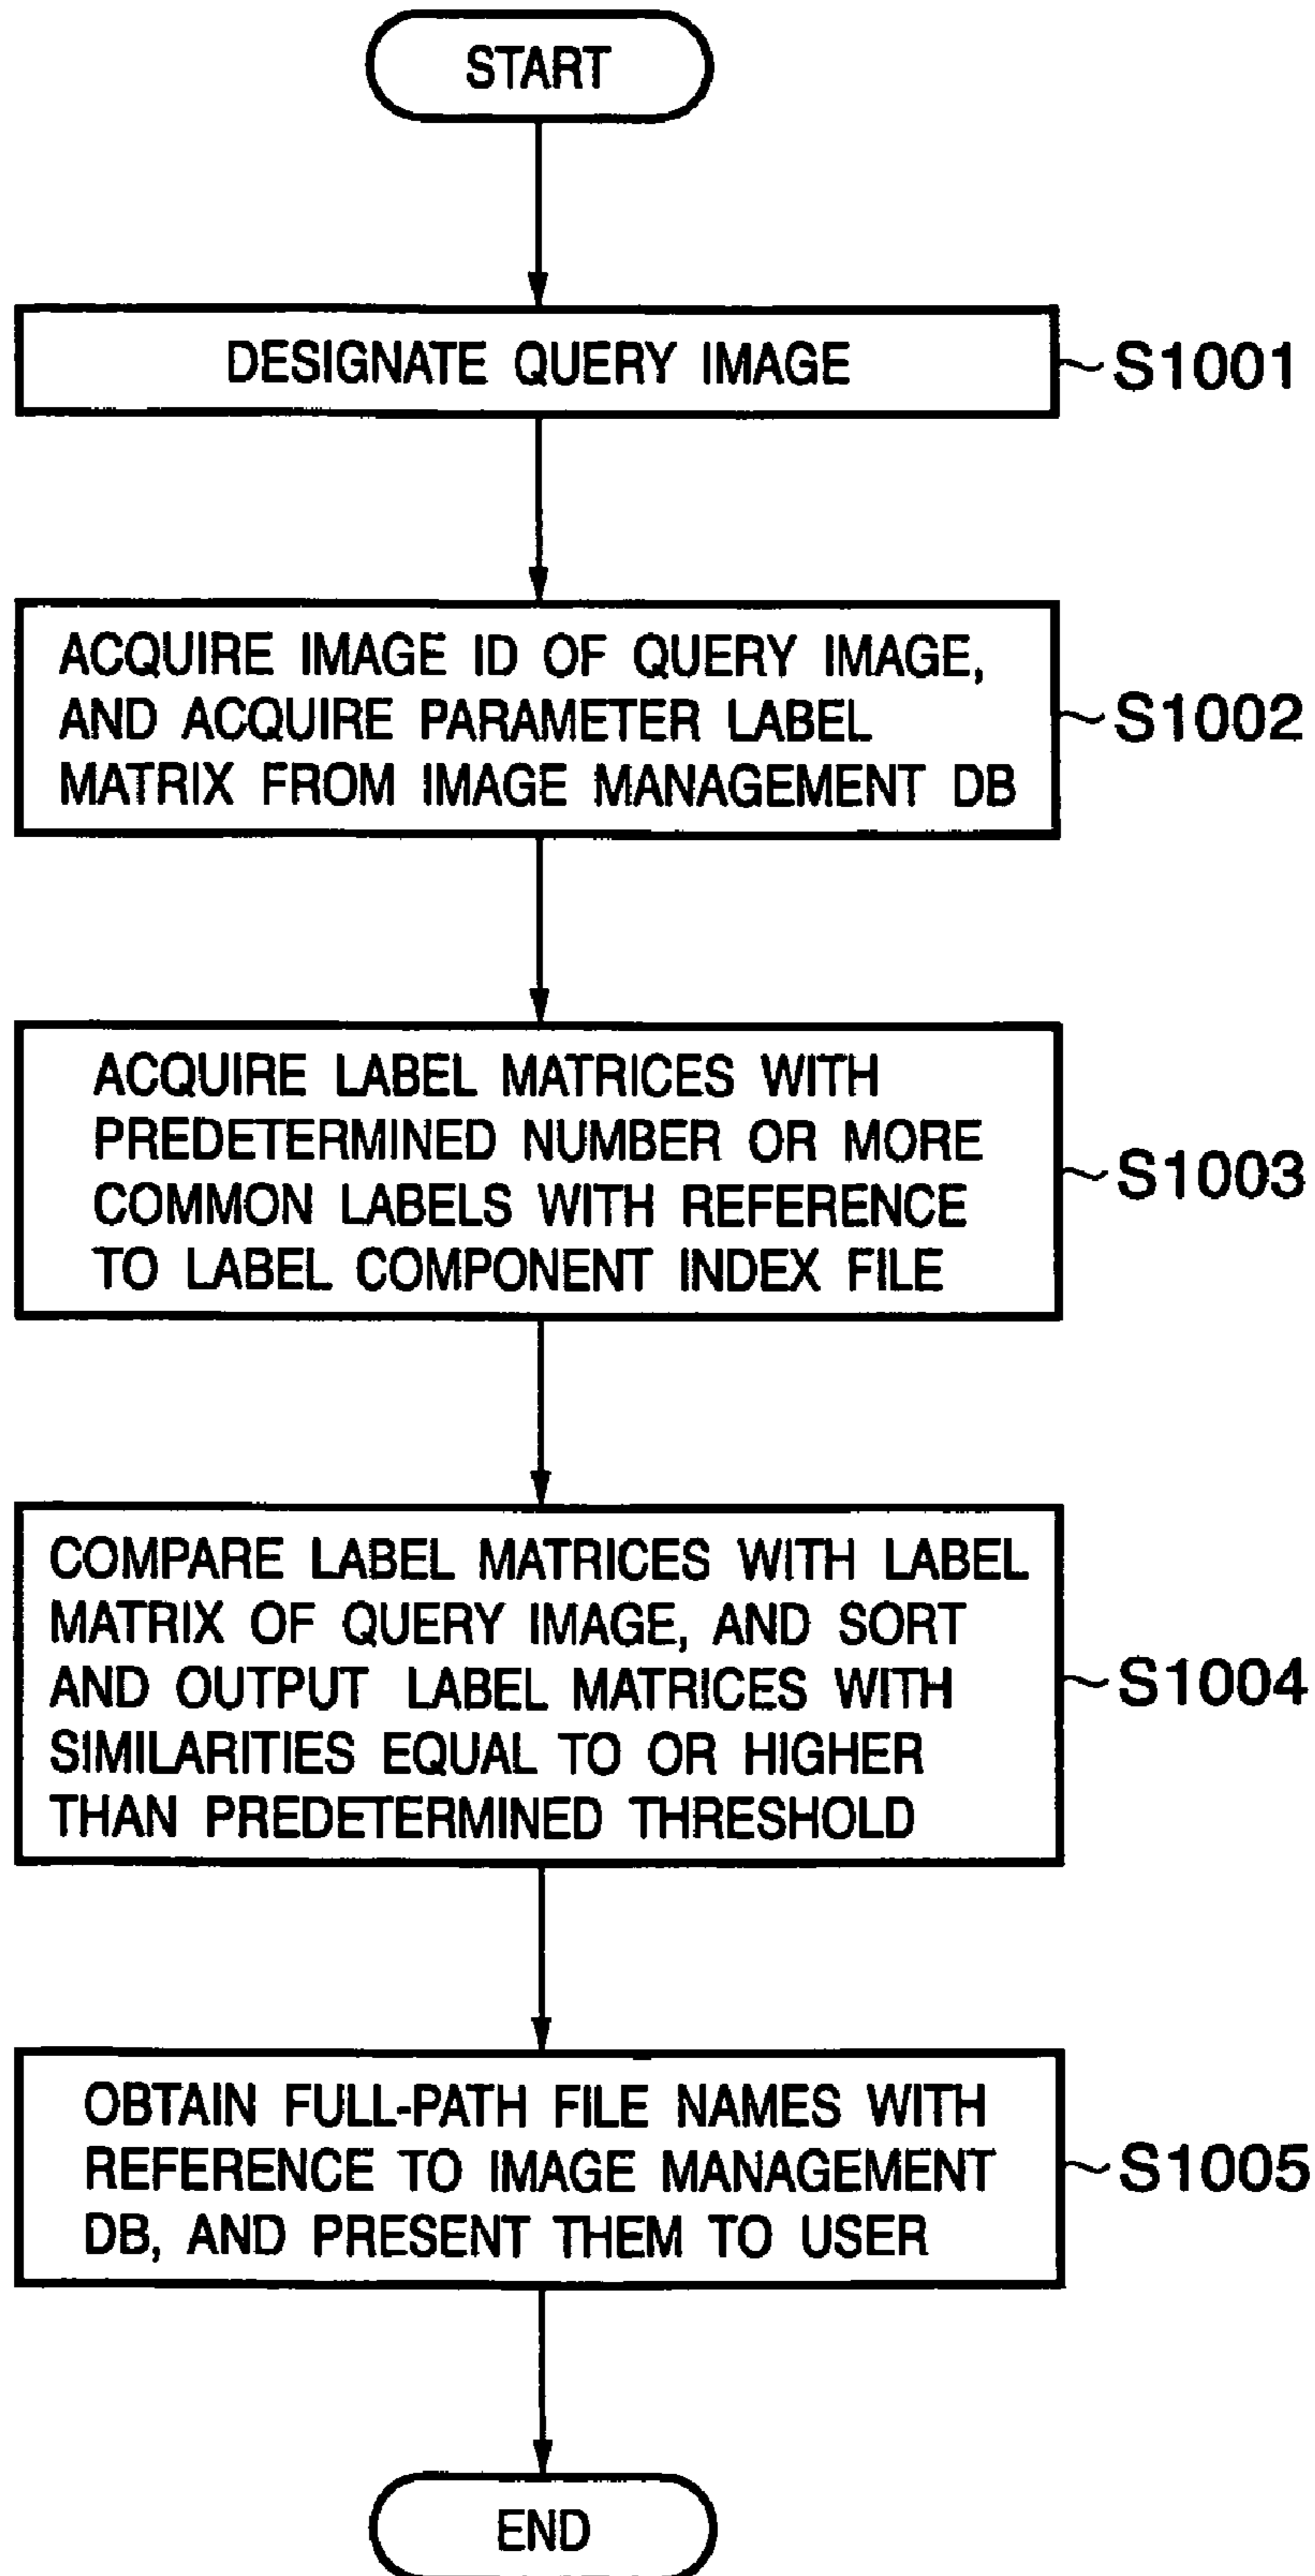 START
DESIGNATE QUERY IMAGE
S1001
ACQUIRE IMAGE ID OF QUERY IMAGE,
AND ACQUIRE PARAMETER LABEL
MATRIX FROM IMAGE MANAGEMENT DB
S1002
ACQUIRE LABEL MATRICES WITH
PREDETERMINED NUMBER OR MORE
COMMON LABELS WITH REFERENCE
TO LABEL COMPONENT INDEX FILE
S1003
COMPARE LABEL MATRICES WITH LABEL
MATRIX OF QUERY IMAGE, AND SORT
AND OUTPUT LABEL MATRICES WITH
SIMILARITIES EQUAL TO OR HIGHER
THAN PREDETERMINED THRESHOLD
S1004
OBTAIN FULL-PATH FILE NAMES WITH
REFERENCE TO IMAGE MANAGEMENT
DB, AND PRESENT THEM TO USER
S1005
END